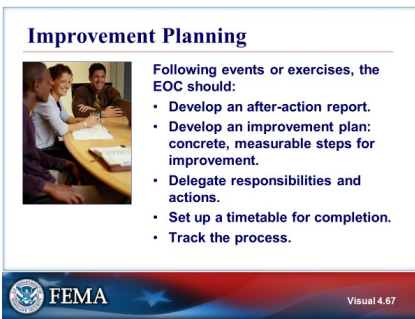 Improvement Planning
Following events or exercises, the
EOC should:
• Develop an after-action report.
• Develop an improvement plan:
concrete, measurable steps for
improvement.
• Delegate responsibilities and
actions.
• Set up a timetable for completion.
• Track the process.
FEMA
Visual 4.67